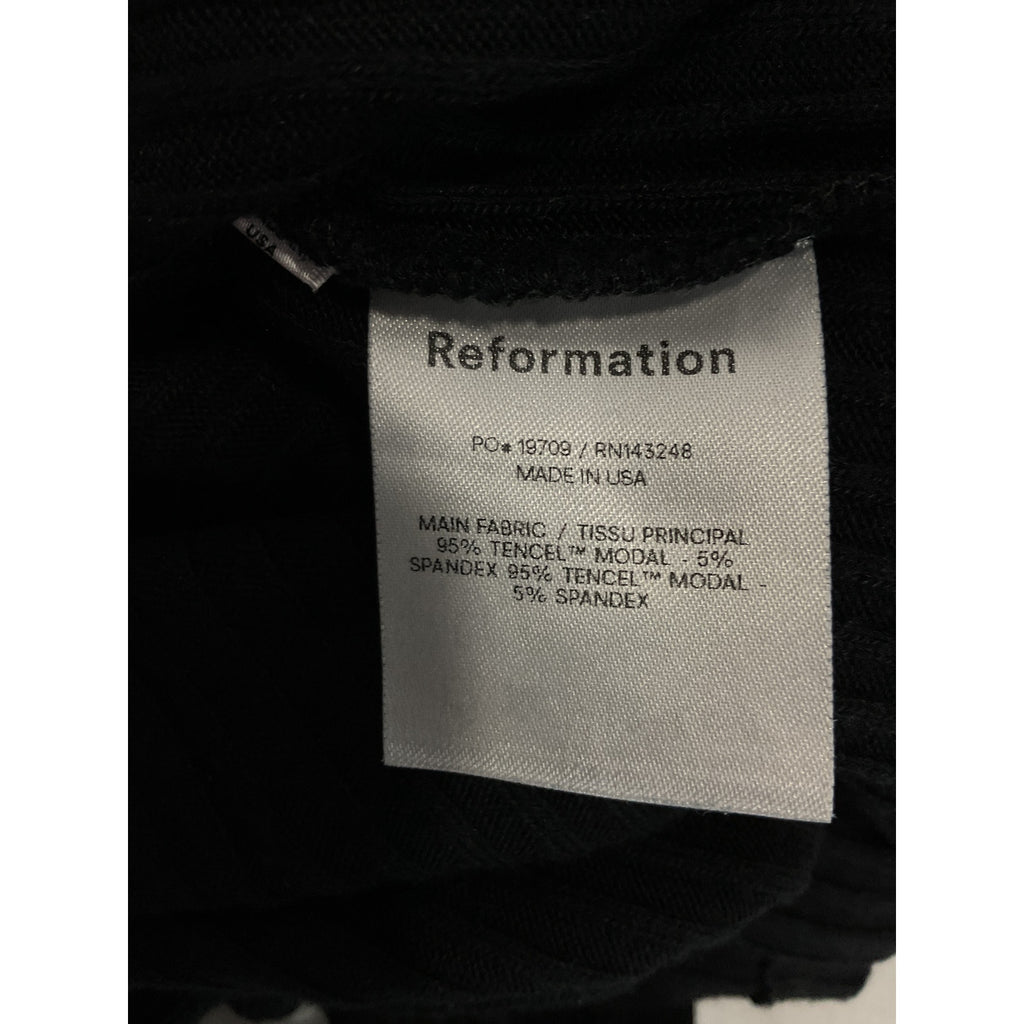 USA
Reformation
PO# 19709 / RN143248
MADE IN USA
MAIN FABRIC / TISSU PRINCIPAL
95% TENCEL™ MODAL - 5%
SPANDEX 95% TENCEL™ MODAL -
5% SPANDEX